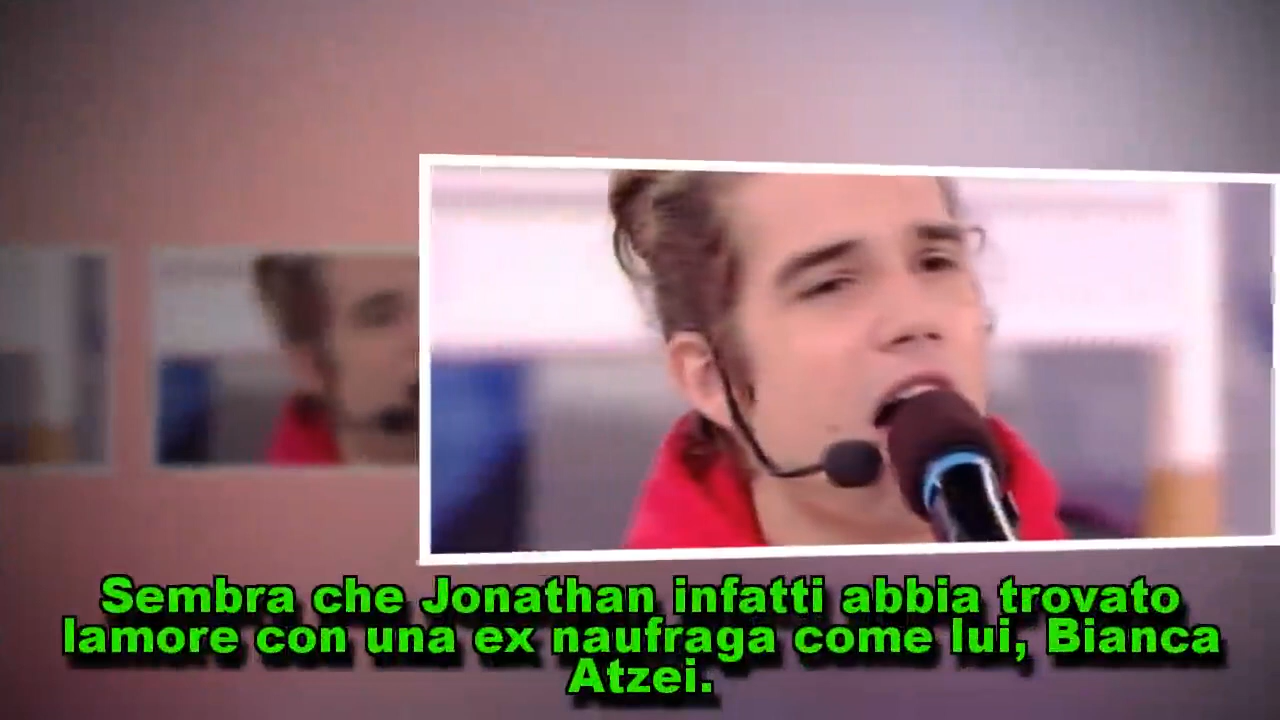 Sembra che Jonathan infatti abbia trovato
lamore con una ex naufraga come lui, Bianca
Atzei.